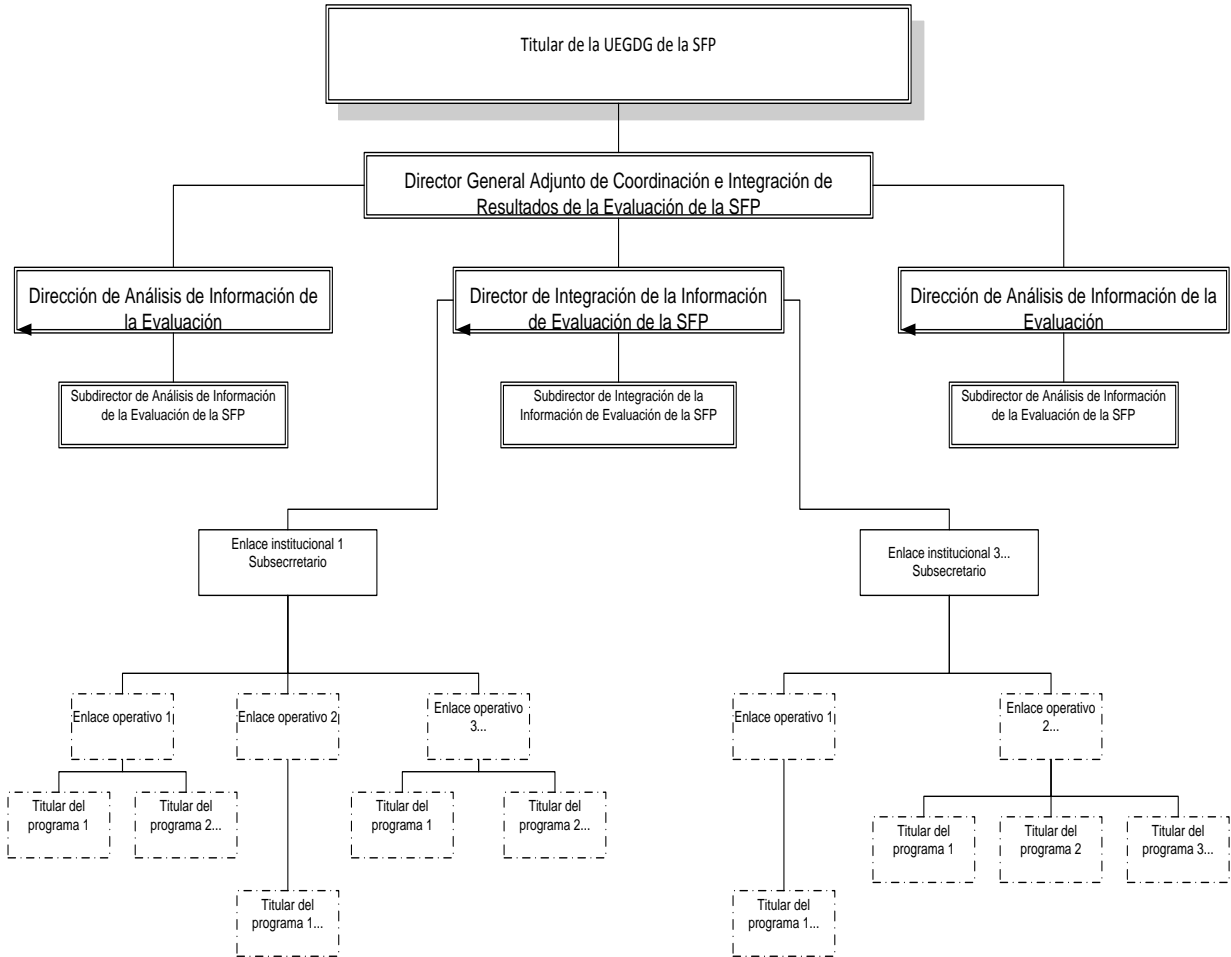 Titular de la UEGDG de la SFP
Director General Adjunto de Coordinación e Integración de
Resultados de la Evaluación de la SFP
Dirección de Análisis de Información de
la Evaluación
Director de Integración de la Información
de Evaluación de la SFP
Dirección de Análisis de Información de la
Evaluación
Subdirector de Análisis de Información
de la Evaluación de la SFP
Subdirector de Integración de la
Información de Evaluación de la SFP
Subdirector de Análisis de Información
de la Evaluación de la SFP
Enlace institucional 1
Subsecrretario
Enlace institucional 3...
Subsecretario
Enlace operativo 1
Enlace operativo 2
Enlace operativo
3...
Enlace operativo 1
Enlace operativo
2...
Titular del
programa 1
Titular del
programa 2...
Titular del
programa 1
Titular del
programa 2...
Titular del
programa 1
Titular del
programa 2
Titular del
programa 3...
Titular del
programa 1...
Titular del
programa 1...